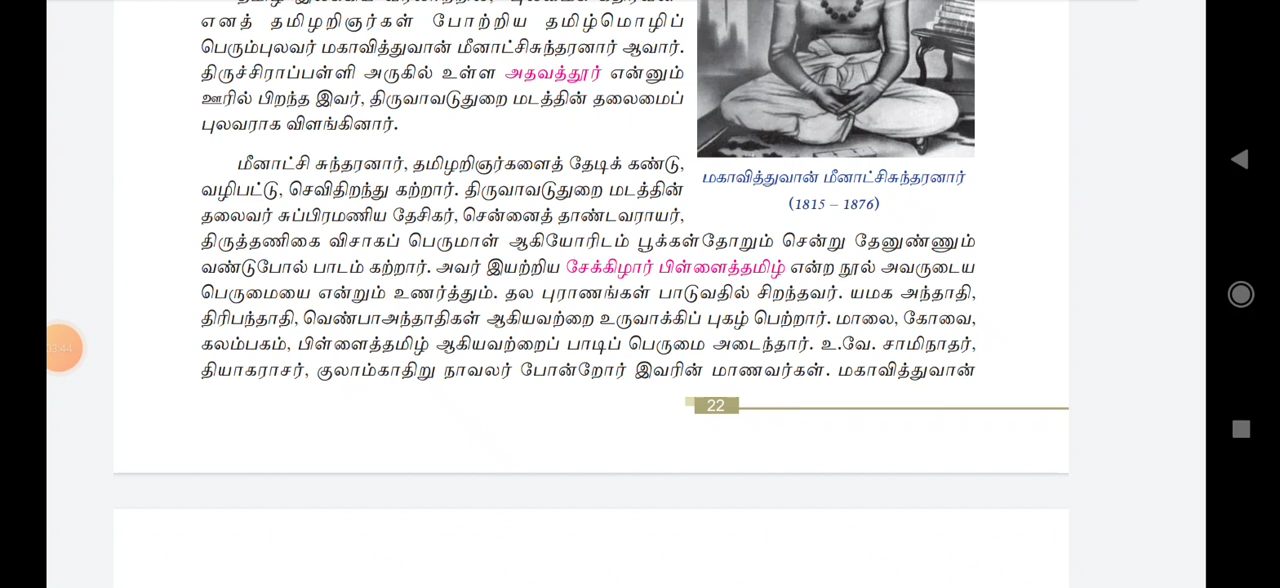 எனத் தமிழறிஞர்கள் போற்றிய தமிழ்மொழிப்
பெரும்புலவர் மகாவித்துவான் மீனாட்சிசுந்தரனார் ஆவார்.
திருச்சிராப்பள்ளி அருகில் உள்ள அதவத்தூர் என்னும்
ஊரில் பிறந்த இவர், திருவாவடுதுறை மடத்தின் தலைமைப்
புலவராக விளங்கினார்.
மீனாட்சி சுந்தரனார், தமிழறிஞர்களைத் தேடிக் கண்டு,
வழிபட்டு, செவிதிறந்து கற்றார். திருவாவடுதுறை மடத்தின்
தலைவர் சுப்பிரமணிய தேசிகர், சென்னைத் தாண்டவராயர்,
திருத்தணிகை விசாகப் பெருமாள் ஆகியோரிடம் பூக்கள்தோறும் சென்று தேனுண்ணும்
வண்டுபோல் பாடம் கற்றார். அவர் இயற்றிய சேக்கிழார் பிள்ளைத்தமிழ் என்ற நூல் அவருடைய
பெருமையை என்றும் உணர்த்தும். தல புராணங்கள் பாடுவதில் சிறந்தவர். யமக அந்தாதி,
திரிபந்தாதி, வெண்பாஅந்தாதிகள் ஆகியவற்றை உருவாக்கிப் புகழ் பெற்றார். மாலை, கோவை,
கலம்பகம், பிள்ளைத்தமிழ் ஆகியவற்றைப் பாடிப் பெருமை அடைந்தார். உ.வே. சாமிநாதர்,
தியாகராசர், குலாம்காதிறு நாவலர் போன்றோர் இவரின் மாணவர்கள். மகாவித்துவான்
மகாவித்துவான் மீனாட்சிசுந்தரனார்
(1815 – 1876)
22
03:44